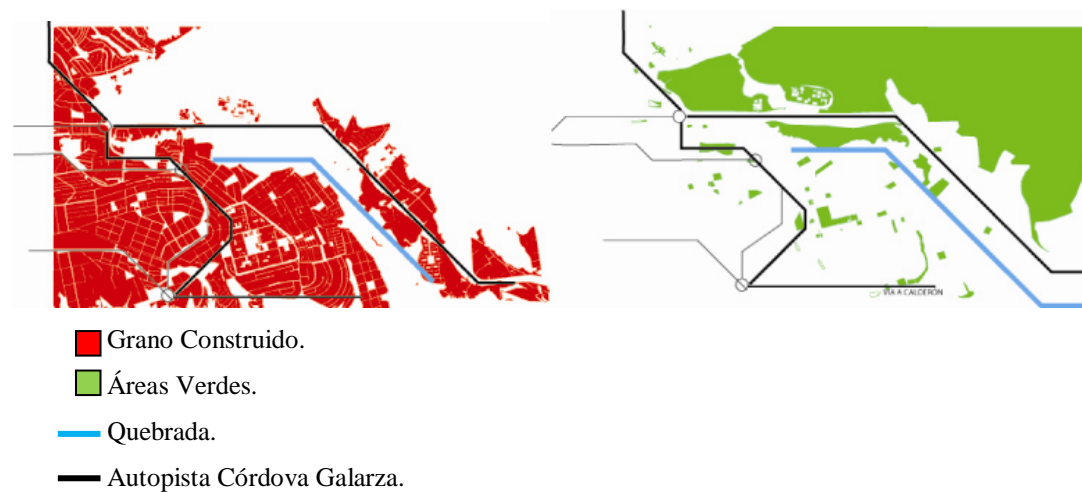 VÍA A CALDERÓN
Grano Construido.
Áreas Verdes.
Quebrada.
Autopista Córdova Galarza.